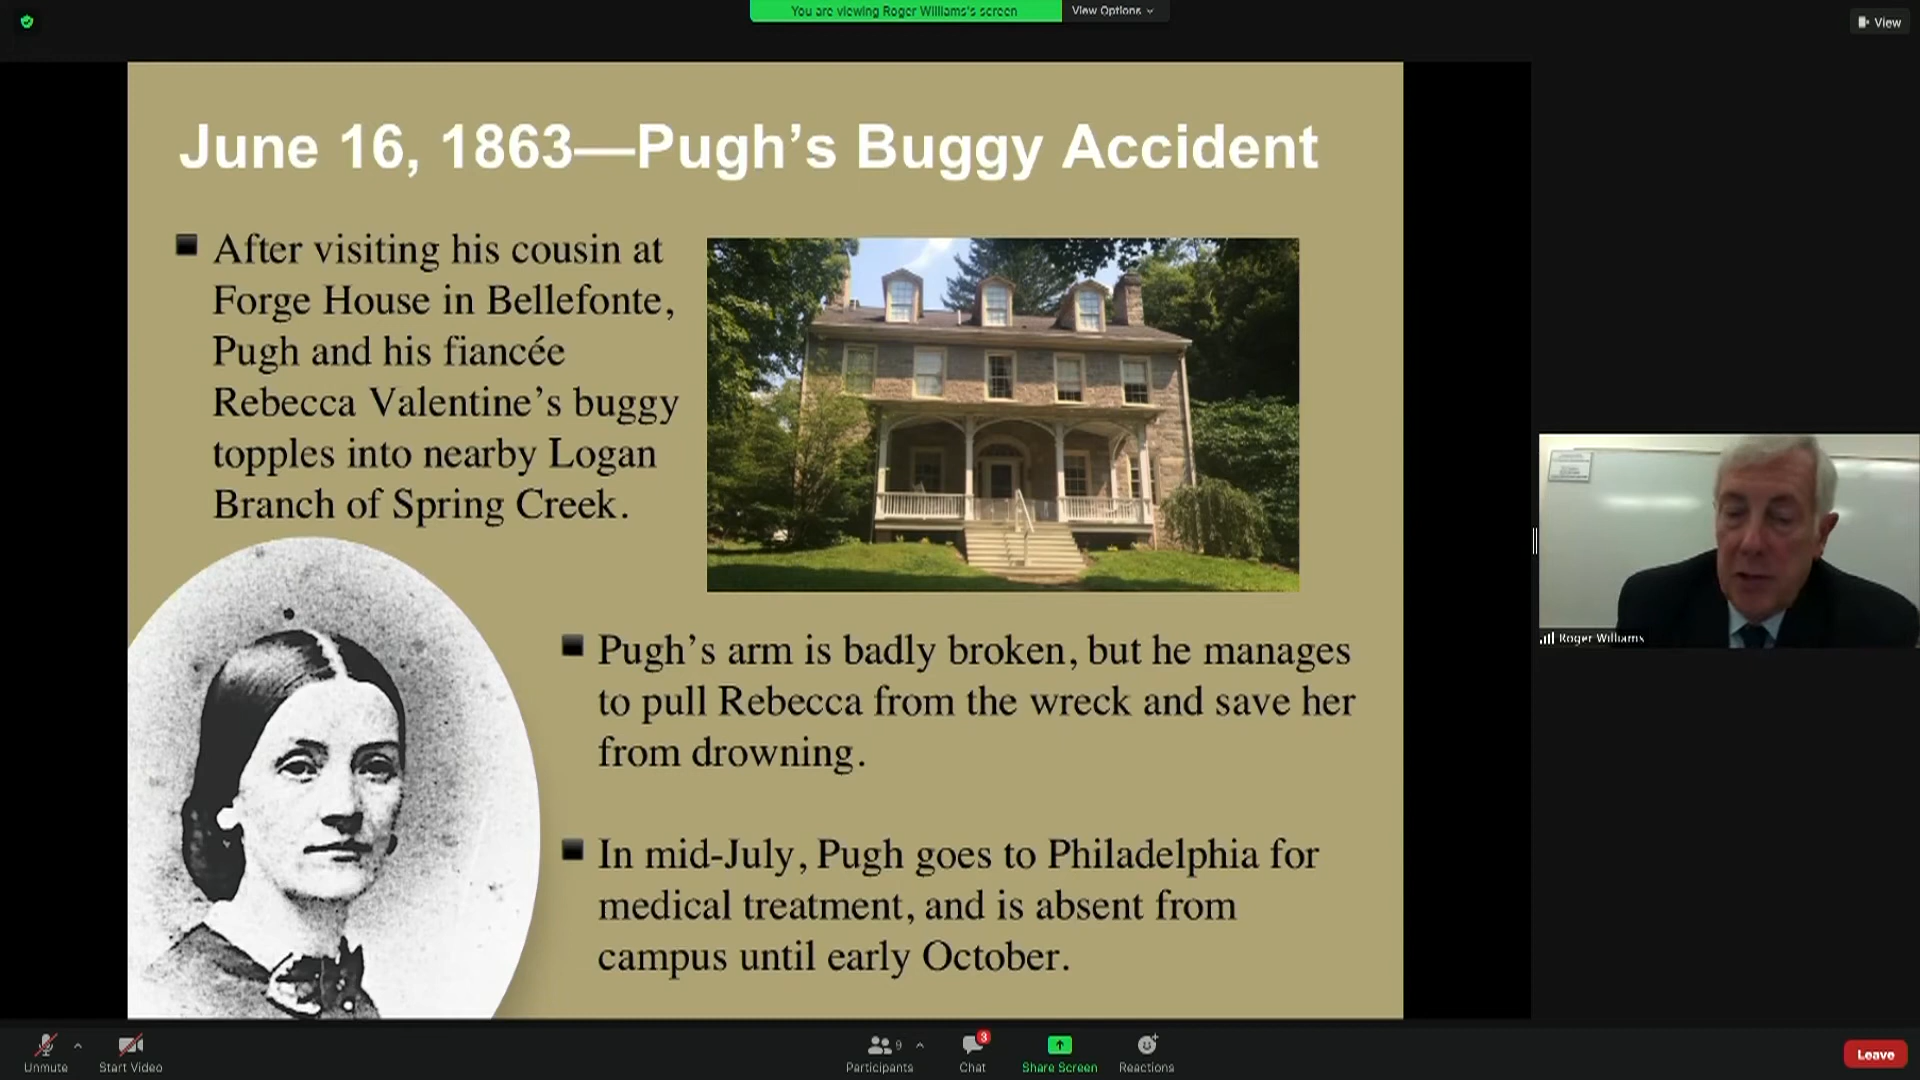 You are viewing Roger Williams's screen
View Options
View
June 16, 1863—Pugh’s Buggy Accident
After visiting his cousin at
Forge House in Bellefonte,
Pugh and his fiancée
Rebecca Valentine’s buggy
topples into nearby Logan
Branch of Spring Creek.
Pugh’s arm is badly broken, but he manages
to pull Rebecca from the wreck and save her
from drowning.
In mid-July, Pugh goes to Philadelphia for
medical treatment, and is absent from
campus until early October.
Roger Williams
Unmute
Start Video
9
Participants
3
Chat
Share Screen
Reactions
Leave